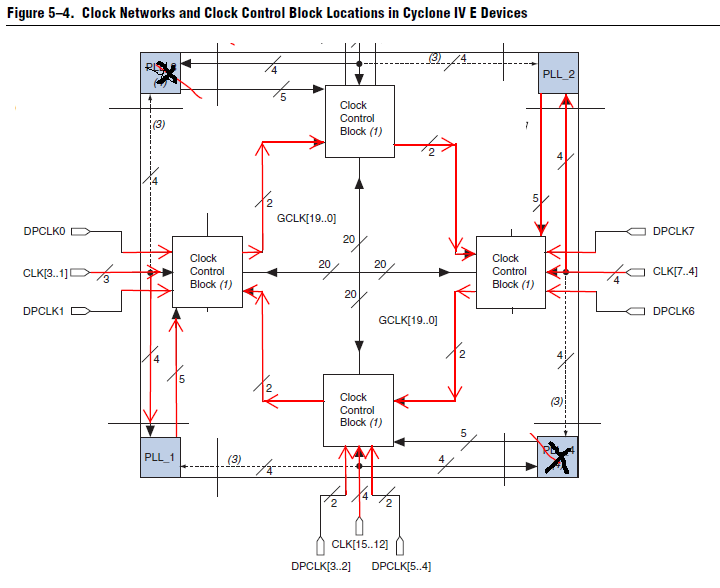 Figure 5–4. Clock Networks and Clock Control Block Locations in Cyclone IV E Devices
(3)
4
4
PLL_2
5
Clock
Control
Block (1)
(3)
2
4
4
2
5
GCLK[19..0]
DPCLK0
DPCLK7
20
Clock
Control
Block (1)
Clock
Control
Block (1)
20
20
CLK[3..1]
3
CLK[7..4]
4
20
DPCLK1
DPCLK6
GCLK[19..0]
4
2
4
5
2
Clock
Control
Block (1)
(3)
5
PLL_1
(3)
4
4
2
4
2
CLK[15..12]
DPCLK[3..2]
DPCLK[5..4]